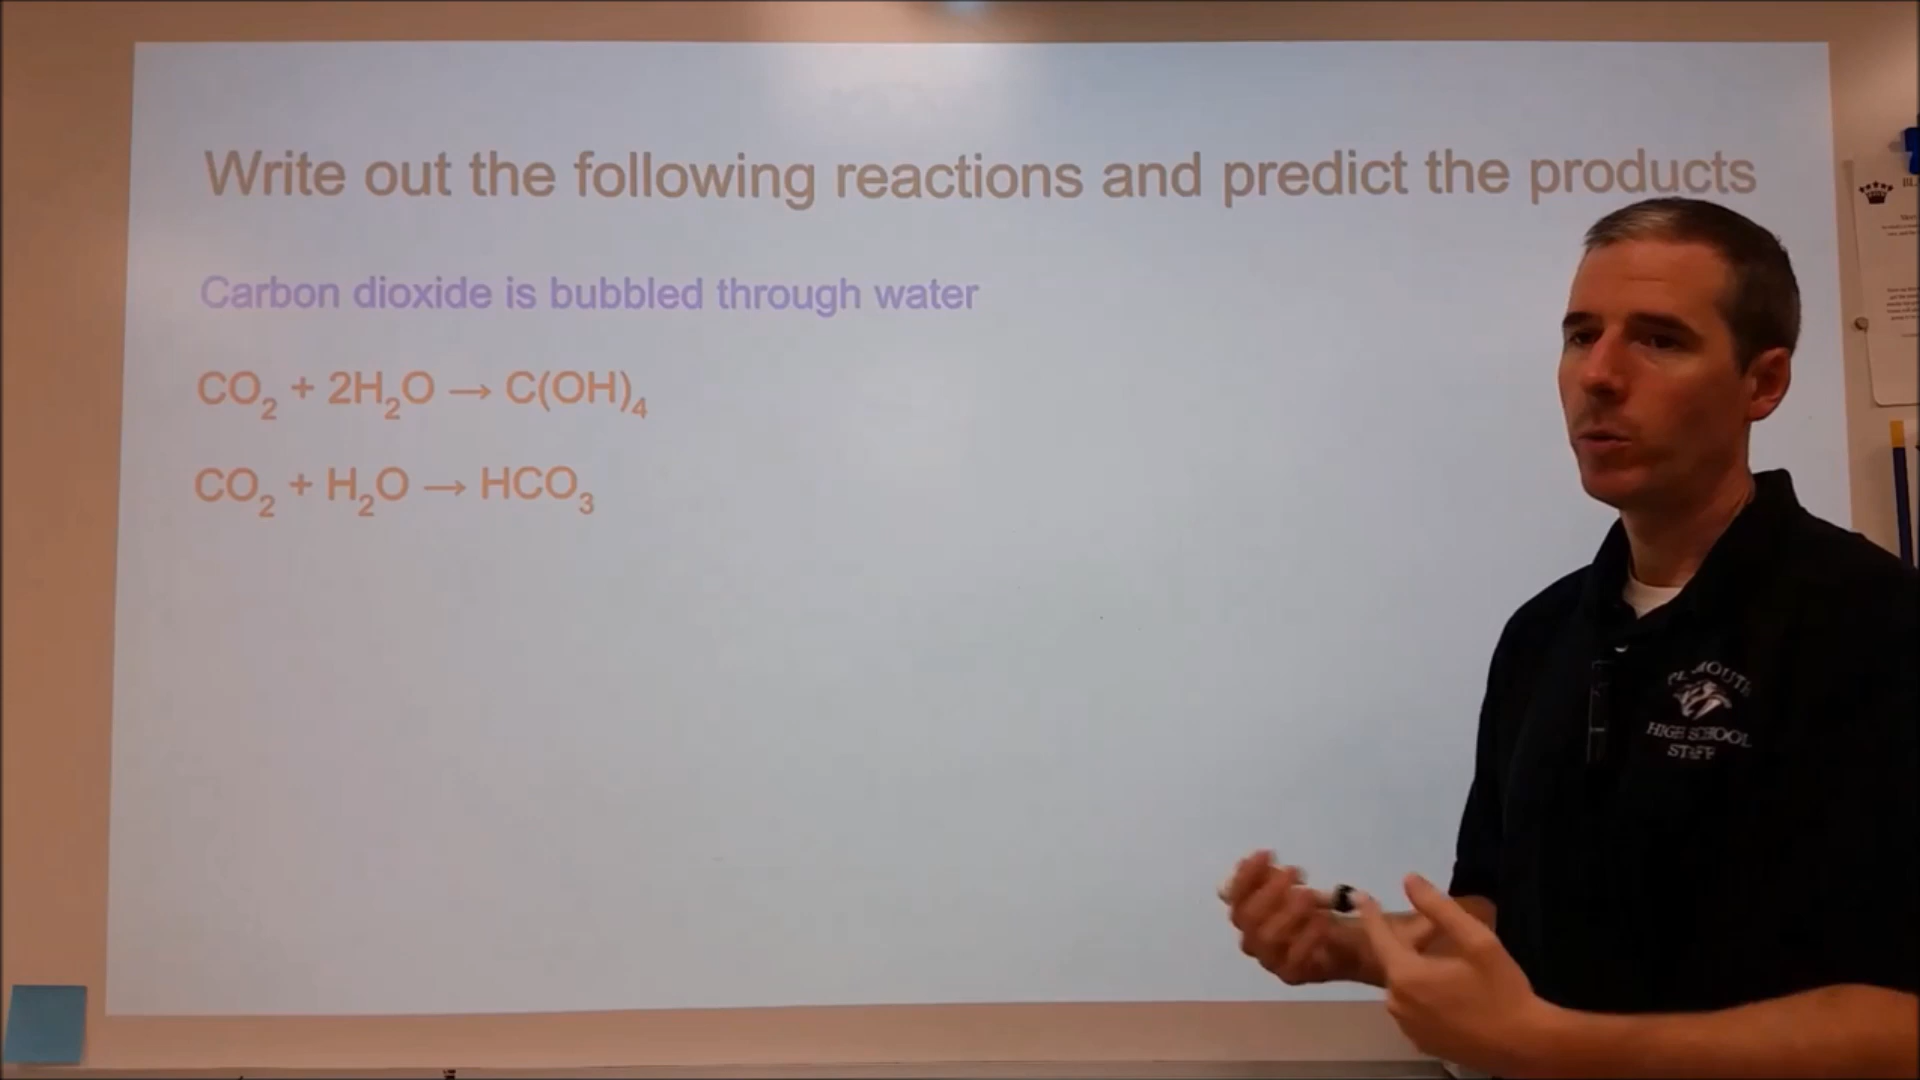 Write out the following reactions and predict the products
Carbon dioxide is bubbled through water
CO₂ + 2H₂O → C(OH)₄
CO₂ + H₂O → HCO₃
HIGH SCHOOL
STAFF